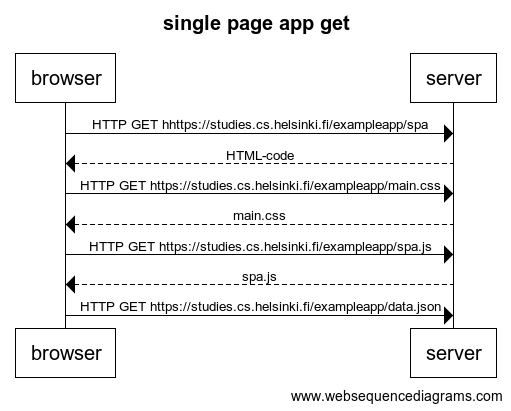 single page app get
browser
server
HTTP GET hhttps://studies.cs.helsinki.fi/exampleapp/spa
HTML-code
HTTP GET https://studies.cs.helsinki.fi/exampleapp/main.css
main.css
HTTP GET https://studies.cs.helsinki.fi/exampleapp/spa.js
spa.js
HTTP GET https://studies.cs.helsinki.fi/exampleapp/data.json
browser
server
www.websequencediagrams.com